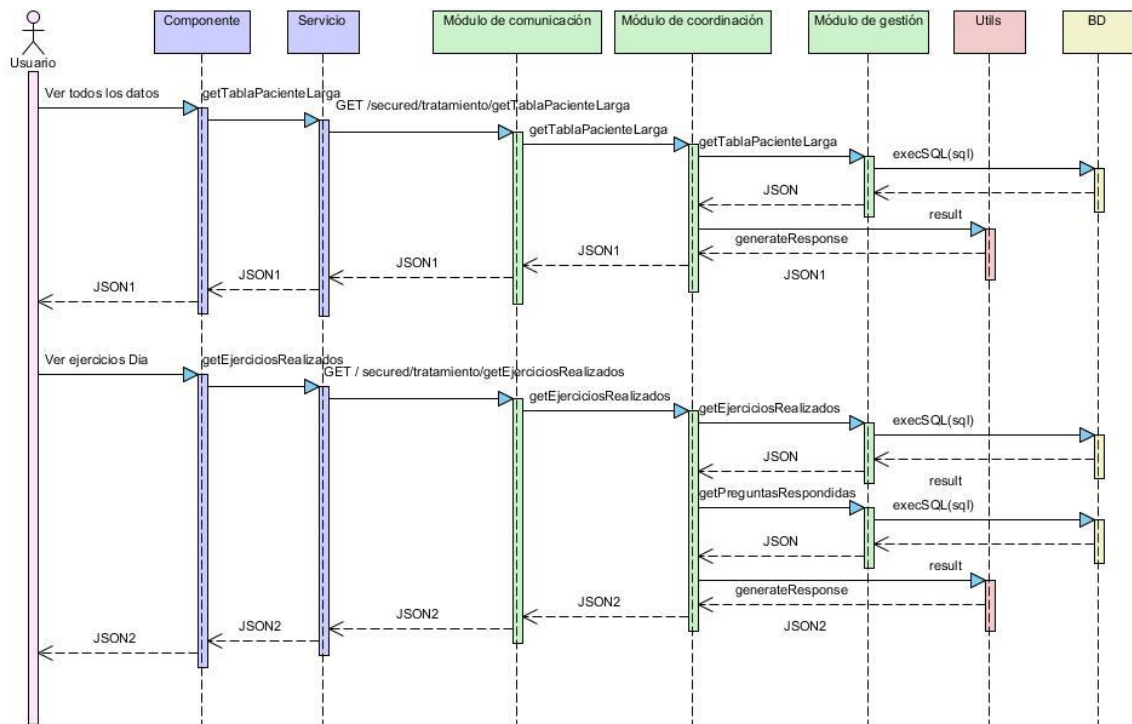 Componente
Servicio
Módulo de comunicación
Módulo de coordinación
Módulo de gestión
Utils
BD
Usuario
Ver todos los datos
getTablaPacienteLarga
GET /secured/tratamiento/getTablaPacienteLarga
getTablaPacienteLarga
getTablaPacienteLarga
execSQL(sql)
JSON
result
generateResponse
JSON1
JSON1
JSON1
JSON1
JSON1
Ver ejercicios Dia
getEjerciciosRealizados
GET / secured/tratamiento/getEjerciciosRealizados
getEjerciciosRealizados
getEjerciciosRealizados
execSQL(sql)
JSON
result
getPreguntasRespondidas
execSQL(sql)
JSON
result
generateResponse
JSON2
JSON2
JSON2
JSON2
JSON2